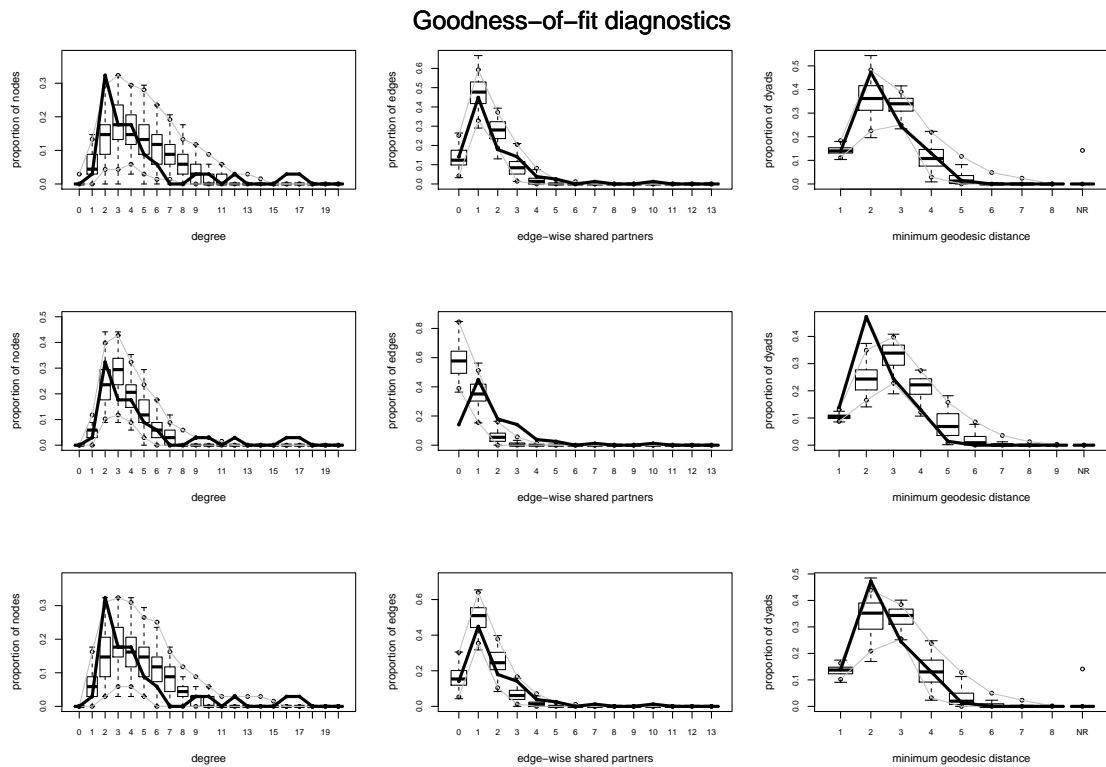 Goodness−of−fit diagnostics
proportion of nodes
0.0 0.1 0.2 0.3
0 1 2 3 4 5 6 7 8 9 11 13 15 17 19
degree
proportion of edges
0.0 0.1 0.2 0.3 0.4 0.5 0.6
0 1 2 3 4 5 6 7 8 9 10 11 12 13
edge−wise shared partners
proportion of dyads
0.0 0.1 0.2 0.3 0.4 0.5
1 2 3 4 5 6 7 8 NR
minimum geodesic distance
proportion of nodes
0.0 0.1 0.2 0.3 0.4 0.5
0 1 2 3 4 5 6 7 8 9 11 13 15 17 19
degree
proportion of edges
0.0 0.2 0.4 0.6 0.8
0 1 2 3 4 5 6 7 8 9 10 11 12 13
edge−wise shared partners
proportion of dyads
0.0 0.1 0.2 0.3 0.4
1 2 3 4 5 6 7 8 9 NR
minimum geodesic distance
proportion of nodes
0.0 0.1 0.2 0.3
0 1 2 3 4 5 6 7 8 9 11 13 15 17 19
degree
proportion of edges
0.0 0.2 0.4 0.6
0 1 2 3 4 5 6 7 8 9 10 11 12 13
edge−wise shared partners
proportion of dyads
0.0 0.1 0.2 0.3 0.4 0.5
1 2 3 4 5 6 7 8 NR
minimum geodesic distance